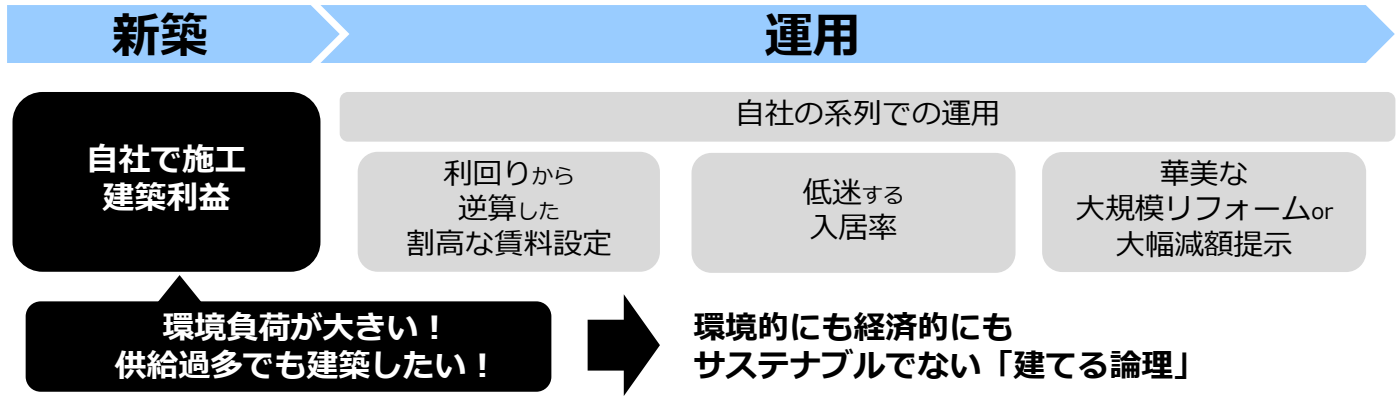 新築
運用
自社で施工
建築利益
自社の系列での運用
利回りから
逆算した
割高な賃料設定
低迷する
入居率
華美な
大規模リフォームor
大幅減額提示
環境負荷が大きい！
供給過多でも建築したい！
環境的にも経済的にも
サステナブルでない「建てる論理」